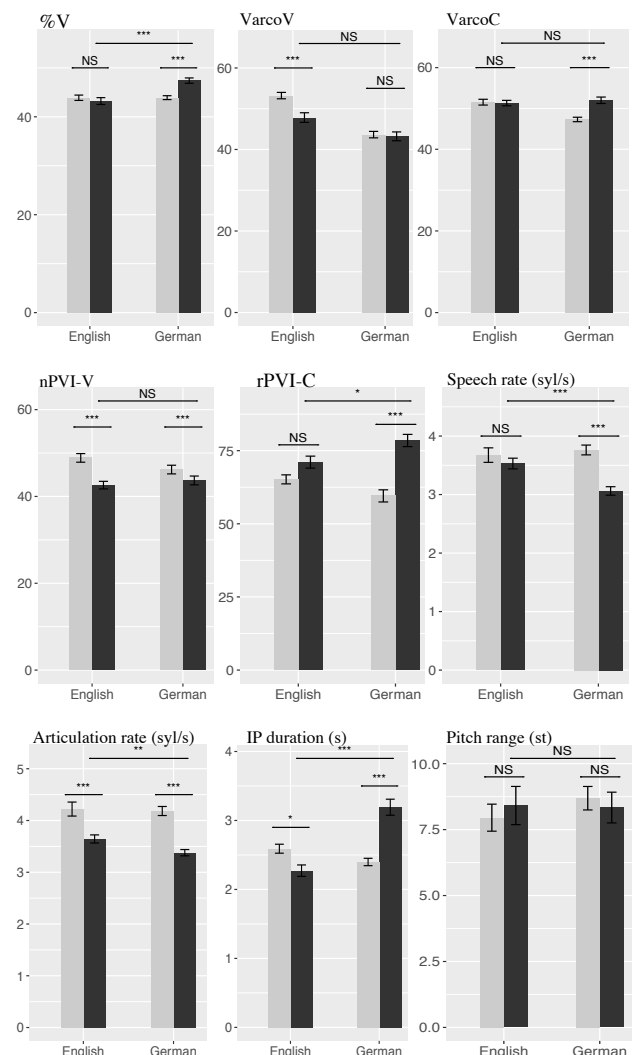 %V
***
NS
***
40
20
0
English
German
VarcoV
NS
***
NS
60
40
20
0
English
German
VarcoC
NS
NS
***
60
40
20
0
English
German
nPVI-V
NS
***
***
60
40
20
0
English
German
rPVI-C
*
NS
***
75
50
25
0
English
German
Speech rate (syl/s)
***
NS
***
4
3
2
1
0
English
German
Articulation rate (syl/s)
**
***
***
5
4
3
2
1
0
English
German
IP duration (s)
***
*
***
4
3
2
1
0
English
German
Pitch range (st)
NS
NS
NS
10.0
7.5
5.0
2.5
0.0
English
German